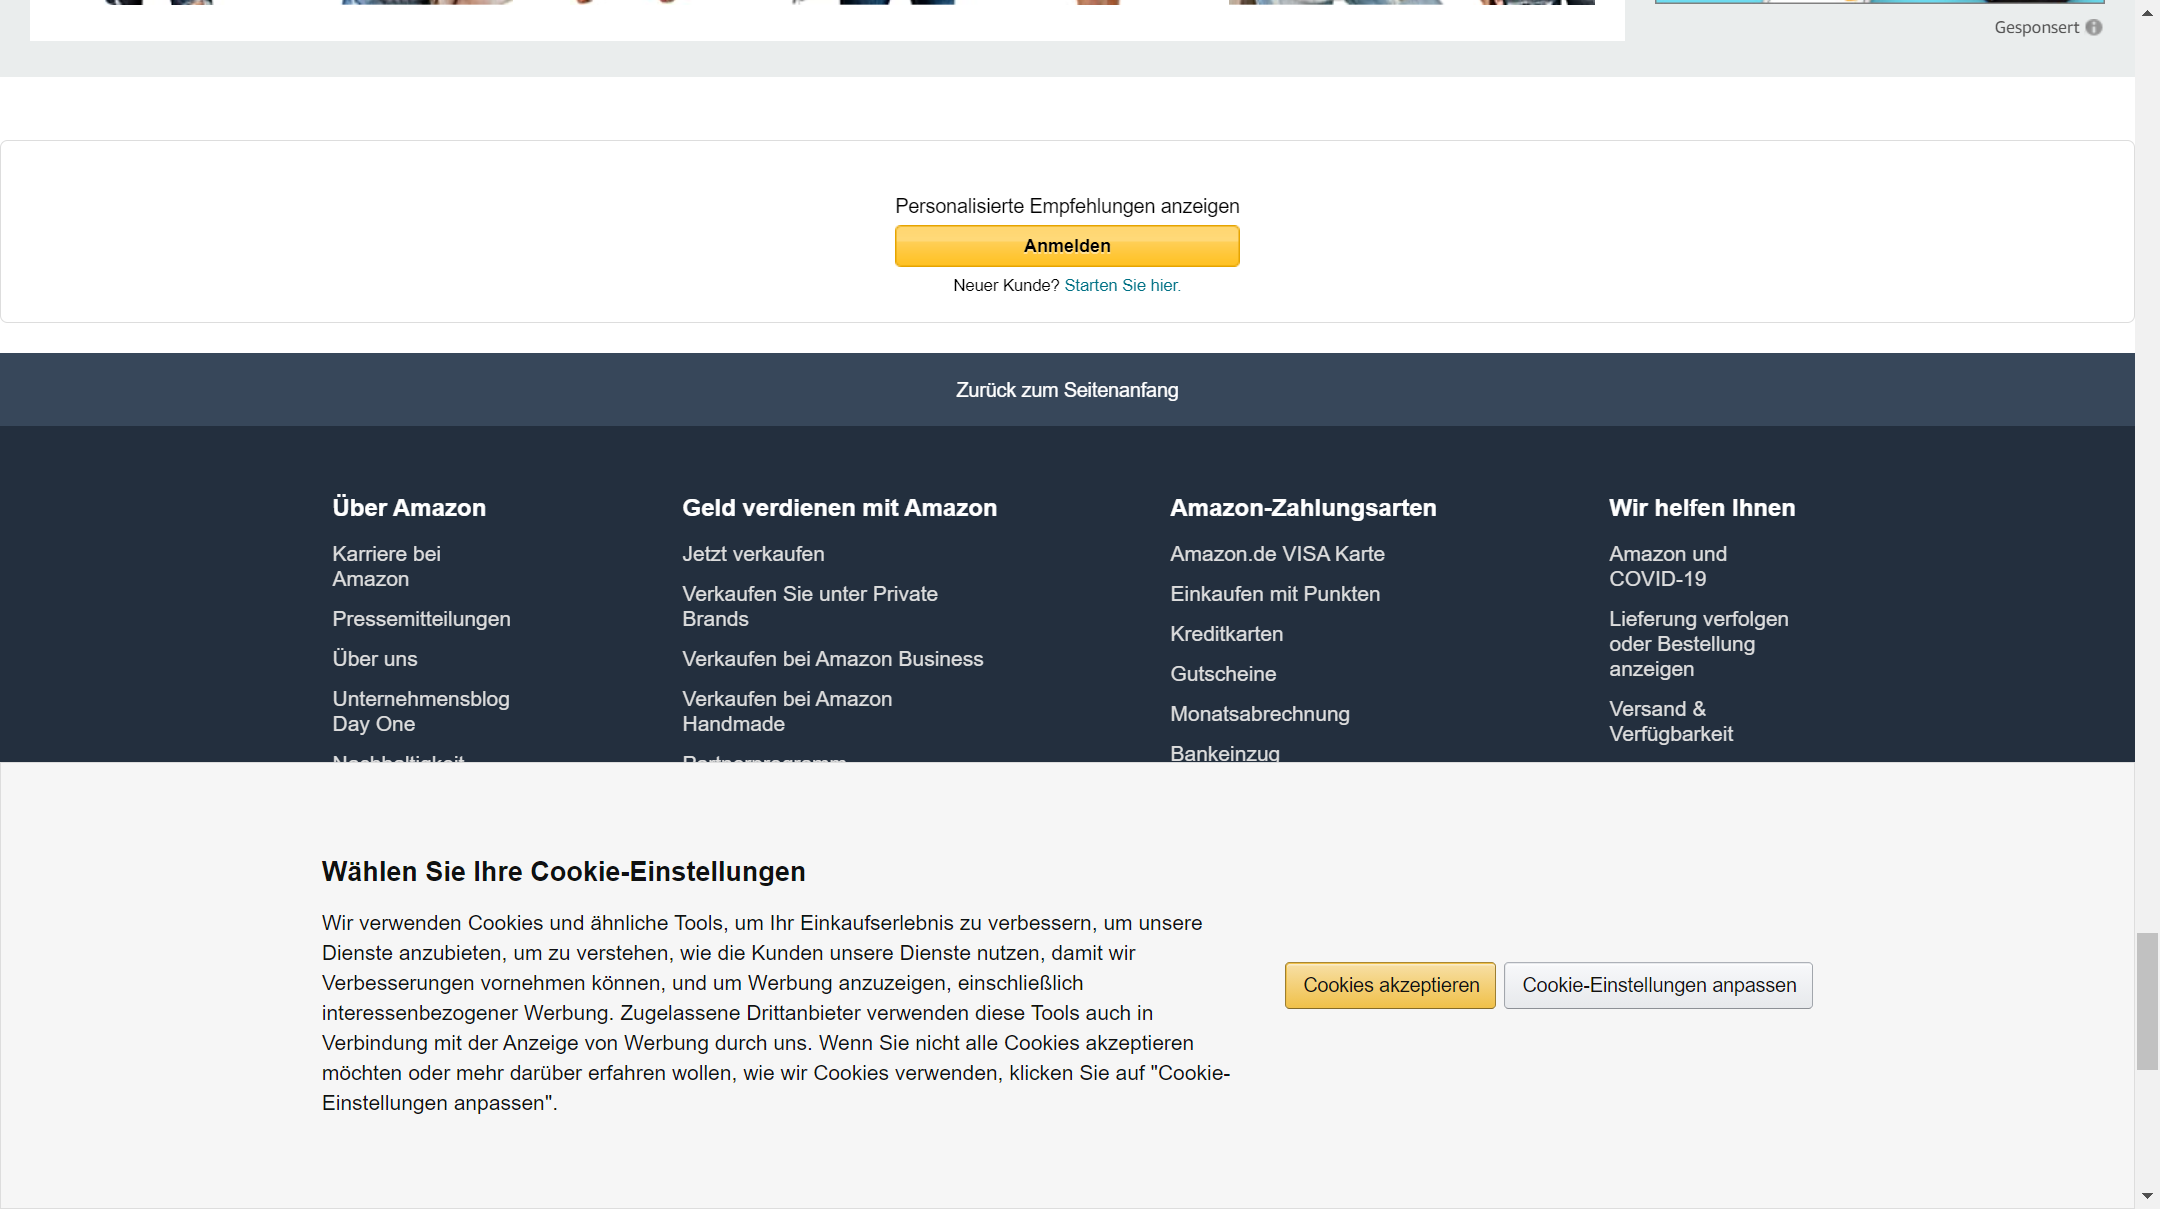 Gesponsert
Personalisierte Empfehlungen anzeigen
Anmelden
Neuer Kunde? Starten Sie hier.
Zurück zum Seitenanfang
Über Amazon
Karriere bei
Amazon
Pressemitteilungen
Über uns
Unternehmensblog
Day One
Nachhaltigkeit
Geld verdienen mit Amazon
Jetzt verkaufen
Verkaufen Sie unter Private
Brands
Verkaufen bei Amazon Business
Verkaufen bei Amazon
Handmade
Partnerprogramm
Amazon-Zahlungsarten
Amazon.de VISA Karte
Einkaufen mit Punkten
Kreditkarten
Gutscheine
Monatsabrechnung
Bankeinzug
Wir helfen Ihnen
Amazon und
COVID-19
Lieferung verfolgen
oder Bestellung
anzeigen
Versand &
Verfügbarkeit
Wählen Sie Ihre Cookie-Einstellungen
Wir verwenden Cookies und ähnliche Tools, um Ihr Einkaufserlebnis zu verbessern, um unsere
Dienste anzubieten, um zu verstehen, wie die Kunden unsere Dienste nutzen, damit wir
Verbesserungen vornehmen können, und um Werbung anzuzeigen, einschließlich
interessenbezogener Werbung. Zugelassene Drittanbieter verwenden diese Tools auch in
Verbindung mit der Anzeige von Werbung durch uns. Wenn Sie nicht alle Cookies akzeptieren
möchten oder mehr darüber erfahren wollen, wie wir Cookies verwenden, klicken Sie auf "Cookie-
Einstellungen anpassen".
Cookies akzeptieren
Cookie-Einstellungen anpassen